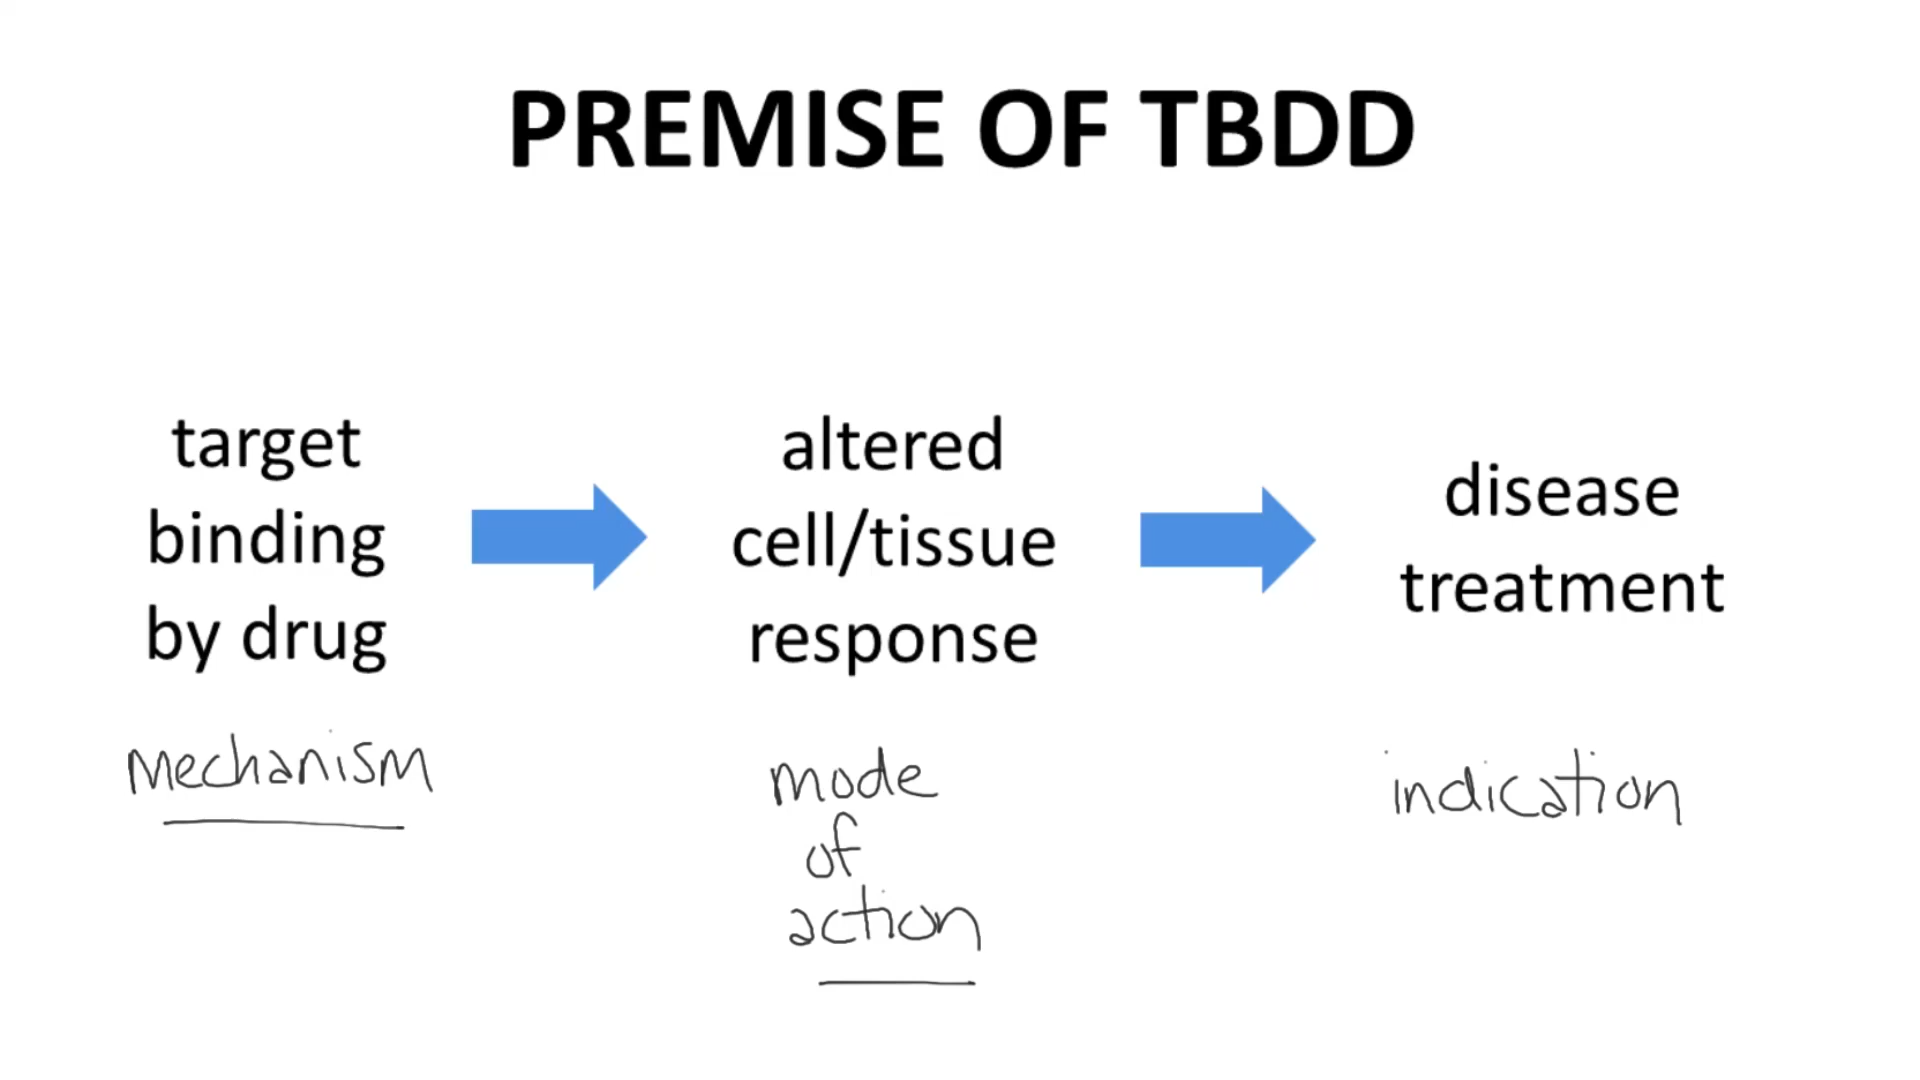 PREMISE OF TBDD
target
binding
by drug
altered
cell/tissue
response
disease
treatment
mechanism
mode
of
action
indication